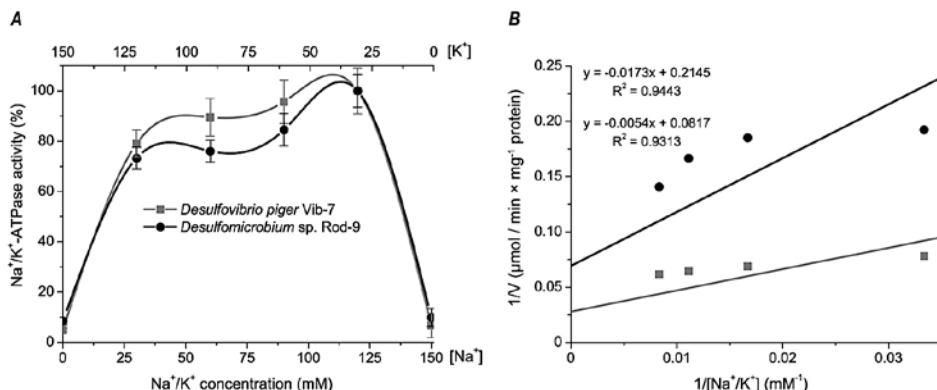 A
150 120 90 60 30 0 [K⁺]
Na⁺/K⁺-ATPase activity (%)
100
80
60
40
20
10
0
Desulfovibrio piger Vib-7
Desulfomicrobium sp. Rod-9
0 25 50 75 100 125 150 [Na⁺]
Na⁺/K⁺ concentration (mM)
B
1/V (μmol / min × mg⁻¹ protein)
0.25
0.20
0.15
0.10
0.05
0.00
y = -0.0173x + 0.2145
R² = 0.9443
y = -0.0054x + 0.0817
R² = 0.9313
0 0.01 0.02 0.03
1/[Na⁺/K⁺] (mM⁻¹)